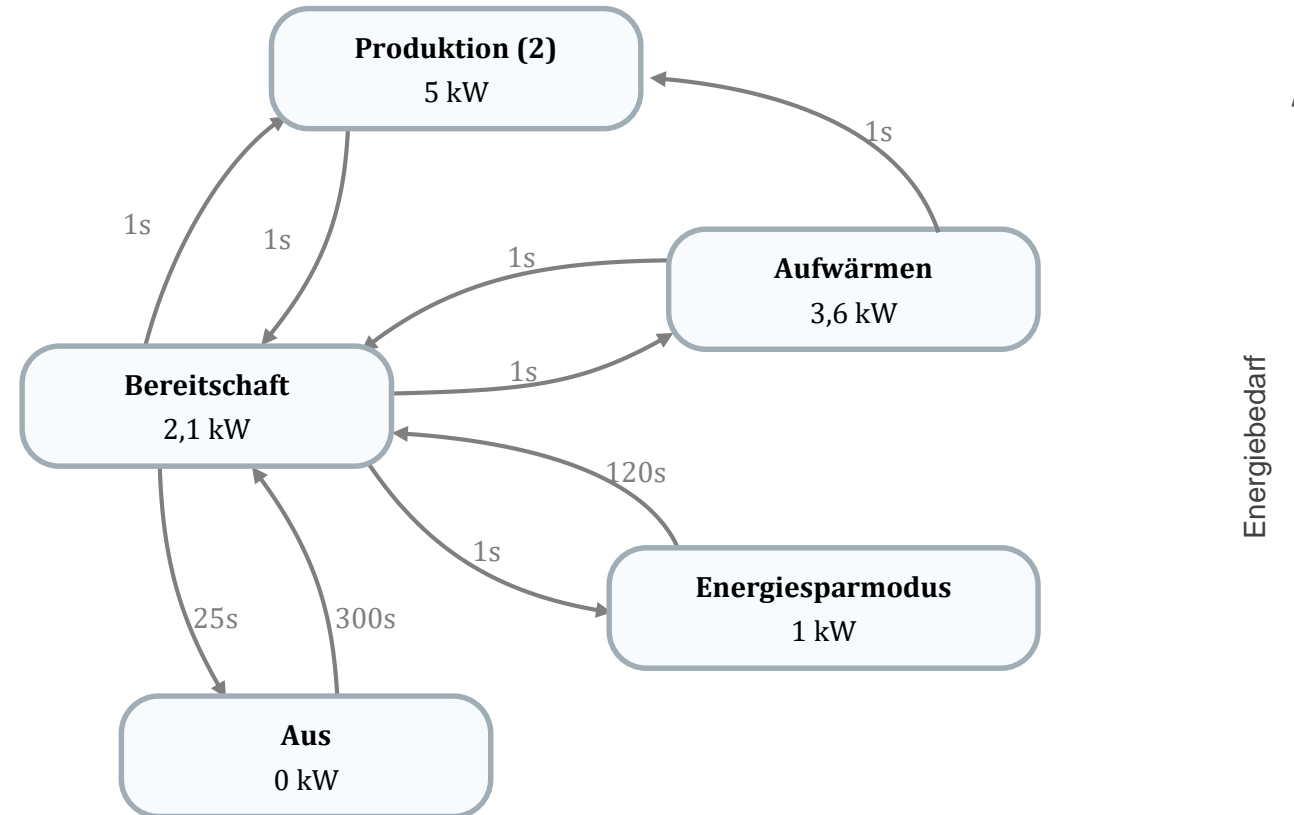 Produktion (2)
5 kW
1s
1s
1s
1s
Aufwärmen
3,6 kW
Bereitschaft
2,1 kW
1s
120s
1s
Energiesparmodus
1 kW
25s
300s
Aus
0 kW
Energiebedarf